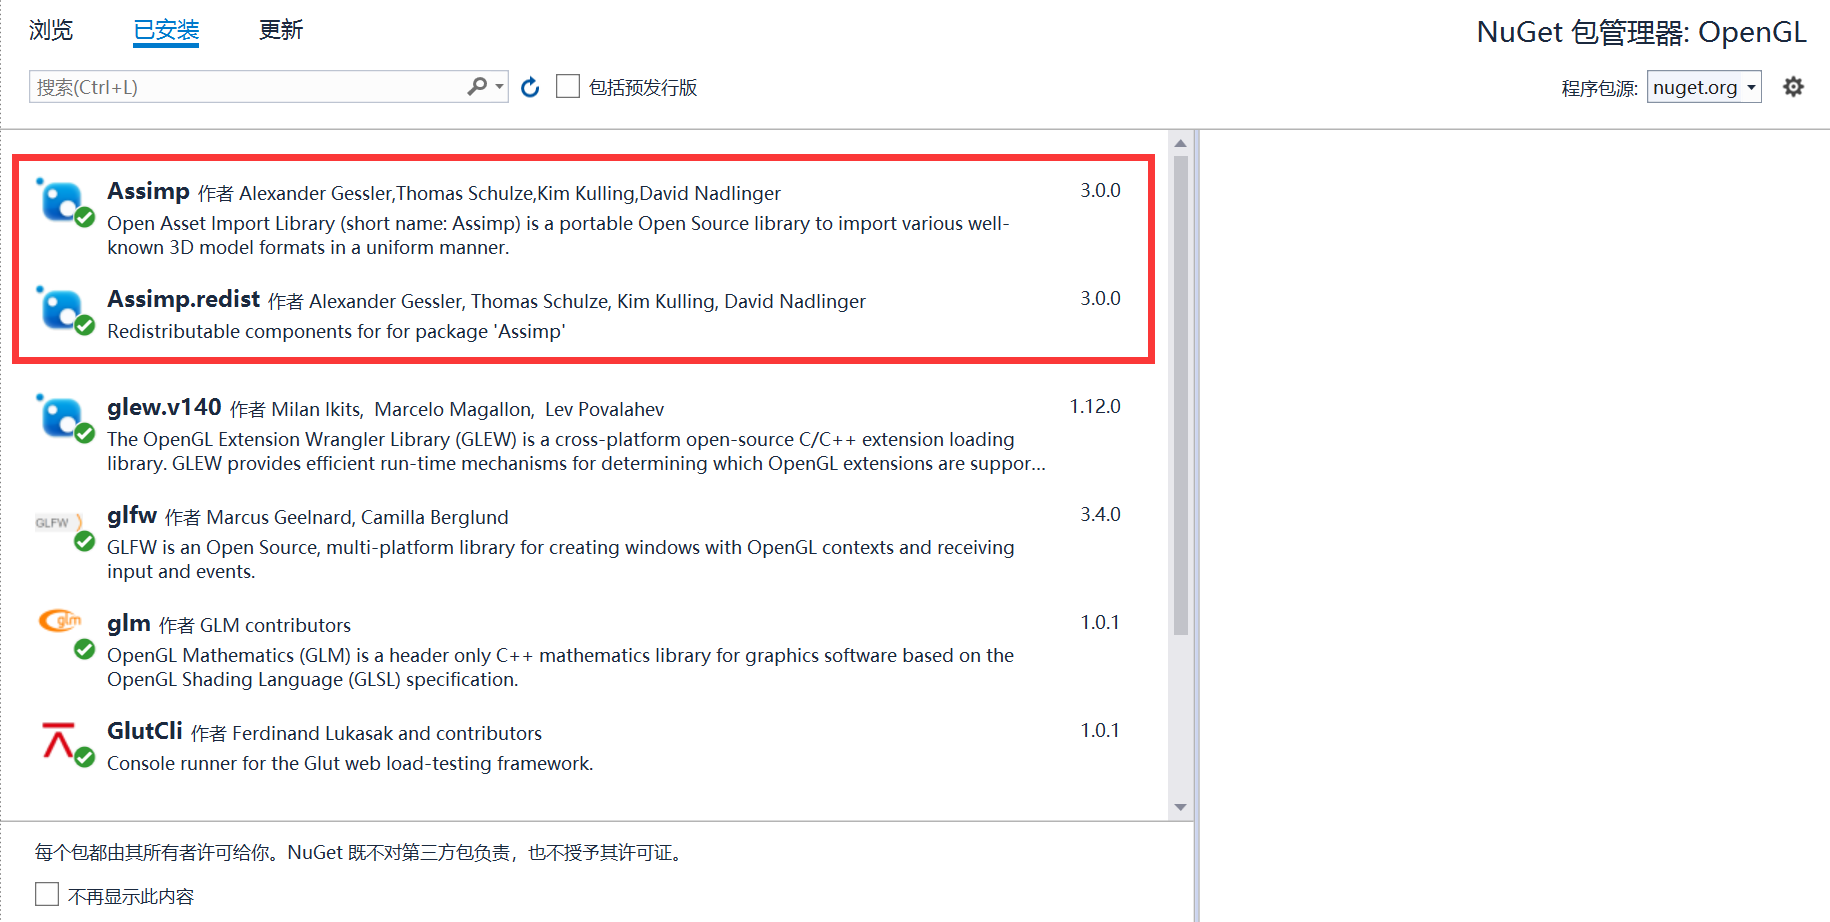 浏览 已安装 更新
NuGet 包管理器: OpenGL
搜索(Ctrl+L) 包括预发行版
程序包源: nuget.org
Assimp 作者 Alexander Gessler,Thomas Schulze,Kim Kulling,David Nadlinger 3.0.0
Open Asset Import Library (short name: Assimp) is a portable Open Source library to import various well-
known 3D model formats in a uniform manner.
Assimp.redist 作者 Alexander Gessler, Thomas Schulze, Kim Kulling, David Nadlinger 3.0.0
Redistributable components for for package 'Assimp'
glew.v140 作者 Milan Ikits,  Marcelo Magallon,  Lev Povalahev 1.12.0
The OpenGL Extension Wrangler Library (GLEW) is a cross-platform open-source C/C++ extension loading
library. GLEW provides efficient run-time mechanisms for determining which OpenGL extensions are suppor...
GLFW
glfw 作者 Marcus Geelnard, Camilla Berglund 3.4.0
GLFW is an Open Source, multi-platform library for creating windows with OpenGL contexts and receiving
input and events.
glm
glm 作者 GLM contributors 1.0.1
OpenGL Mathematics (GLM) is a header only C++ mathematics library for graphics software based on the
OpenGL Shading Language (GLSL) specification.
GlutCli 作者 Ferdinand Lukasak and contributors 1.0.1
Console runner for the Glut web load-testing framework.
每个包都由其所有者许可给你。NuGet 既不对第三方包负责，也不授予其许可证。
不再显示此内容